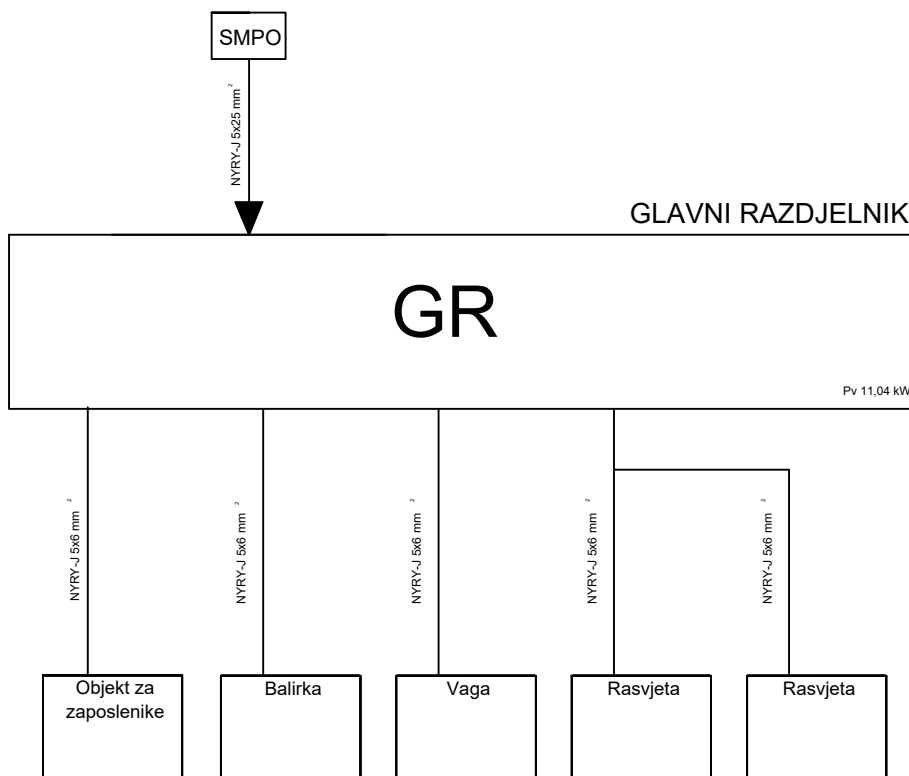 SMPO
NYRY-J 5x25 mm²
GLAVNI RAZDJELNIK
GR
Pv 11,04 kW
NYRY-J 5x6 mm²
NYRY-J 5x6 mm²
NYRY-J 5x6 mm²
NYRY-J 5x6 mm²
NYRY-J 5x6 mm²
Objekt za
zaposlenike
Balirka
Vaga
Rasvjeta
Rasvjeta